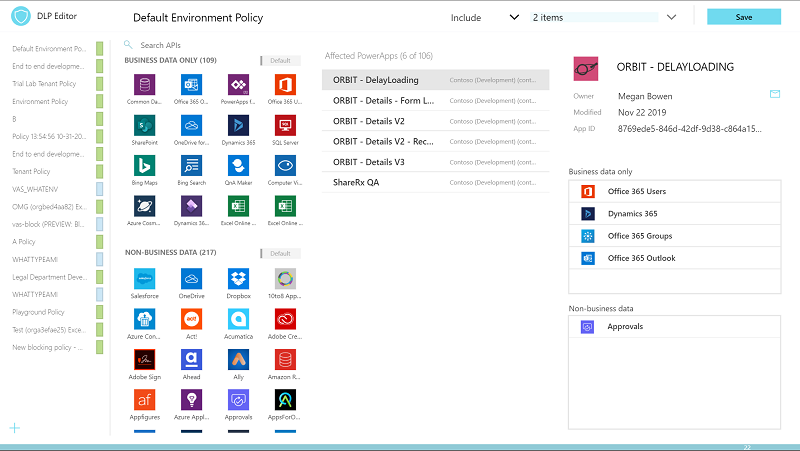 DLP Editor
Default Environment Policy
Include
2 items
Save
Default Environment Po...
End to end developme...
Trial Lab Tenant Policy
Environment Policy
8
Policy 13:54:56 10-31-20...
End to end developme...
Tenant Policy
VAS_WHATENV
OMG (orgbed4aa82) Ex...
vas-block (PREVIEW: Bl...
A Policy
WHATTYPEAMI
Legal Department Deve...
WHATTYPEAMI
Playground Policy
Test (orga3efae25) Exce...
New blocking policy - ...
Search APIs
BUSINESS DATA ONLY (109)
Default
Common Da...
Office 365 O...
PowerApps f...
Office 365 U...
SharePoint
OneDrive for...
Dynamics 365
SQL Server
Bing Maps
Bing Search
QnA Maker
Computer Vi...
Azure Cosm...
Dynamics 36...
Excel Online ...
Excel Online ...
NON-BUSINESS DATA (217)
Default
Salesforce
OneDrive
Dropbox
10to8 App...
Azure Con...
Act!
Acumatica
Adobe Cre...
Adobe Sign
Ahead
Ally
Amazon R...
Appfigures
Azure Appl...
Approvals
AppsForO...
Affected PowerApps (6 of 106)
ORBIT - DelayLoading
Contoso (Development) (cont...
ORBIT - Details - Form L...
Contoso (Development) (cont...
ORBIT - Details V2
Contoso (Development) (cont...
ORBIT - Details V2 - Rec...
Contoso (Development) (cont...
ORBIT - Details V3
Contoso (Development) (cont...
ShareRx QA
Contoso (Development) (cont...
ORBIT - DELAYLOADING
Owner Megan Bowen
Modified Nov 22 2019
App ID 8769ede5-846d-42df-9d38-c864a15...
Business data only
Office 365 Users
Dynamics 365
Office 365 Groups
Office 365 Outlook
Non-business data
Approvals
22